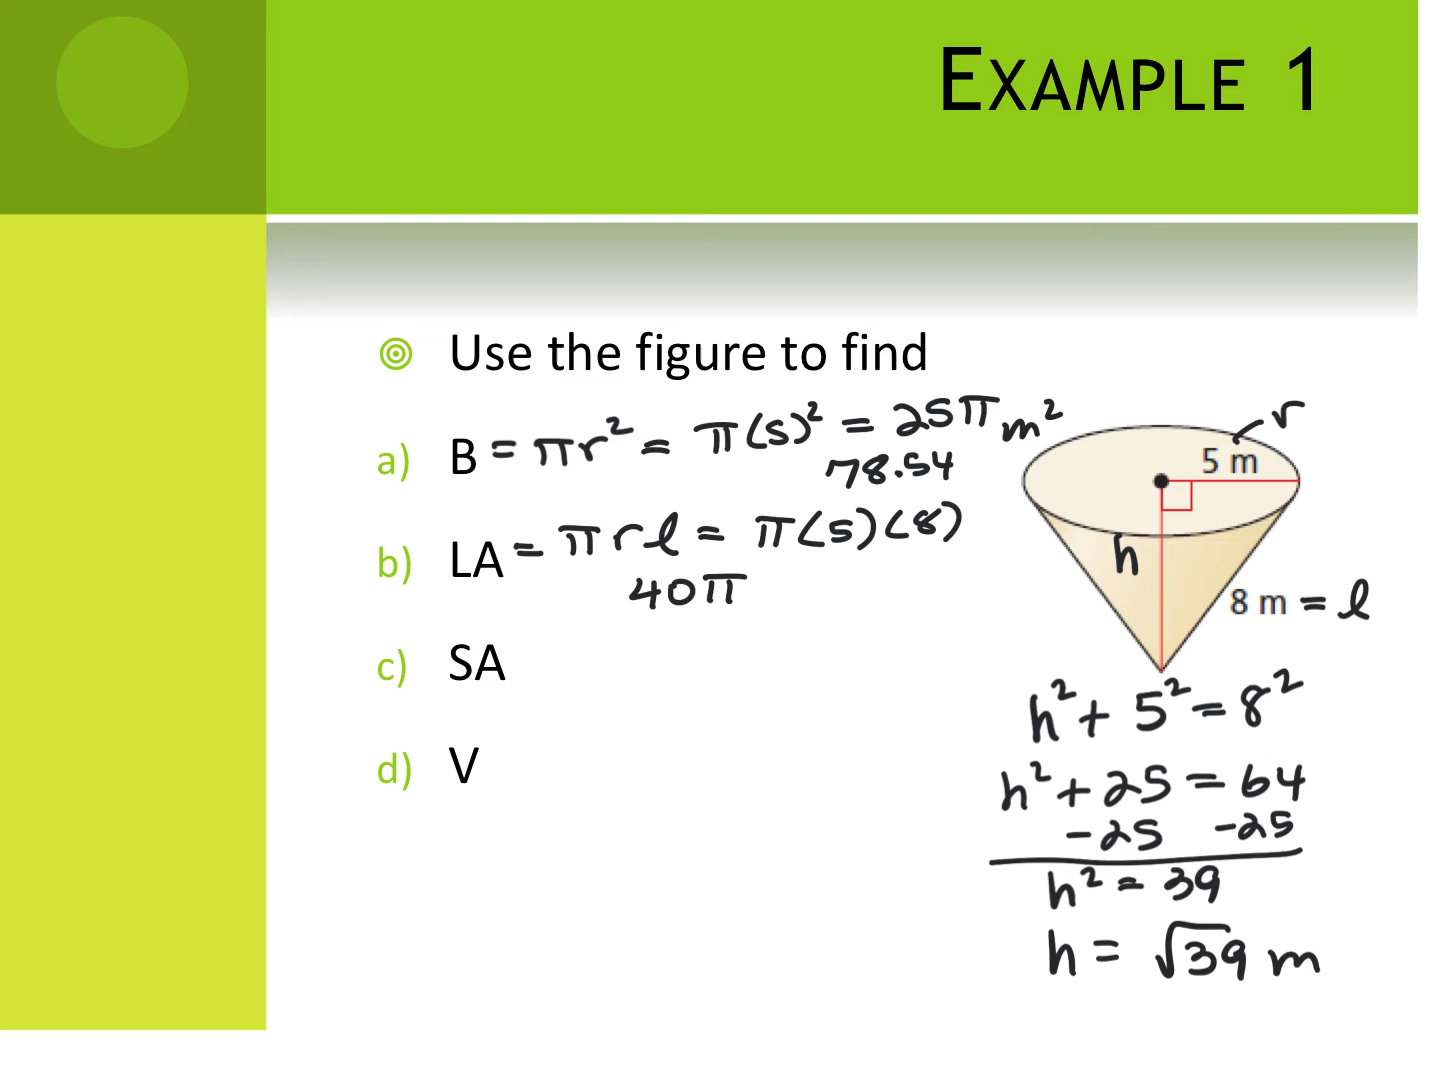 EXAMPLE 1
Use the figure to find
a) B = πr² = π(5)² = 25π m²
78.54
b) LA = πrl = π(5)(8)
40π
c) SA
d) V
r
5 m
h
8 m = l
h² + 5² = 8²
h² + 25 = 64
-25 -25
h² = 39
h = √39 m